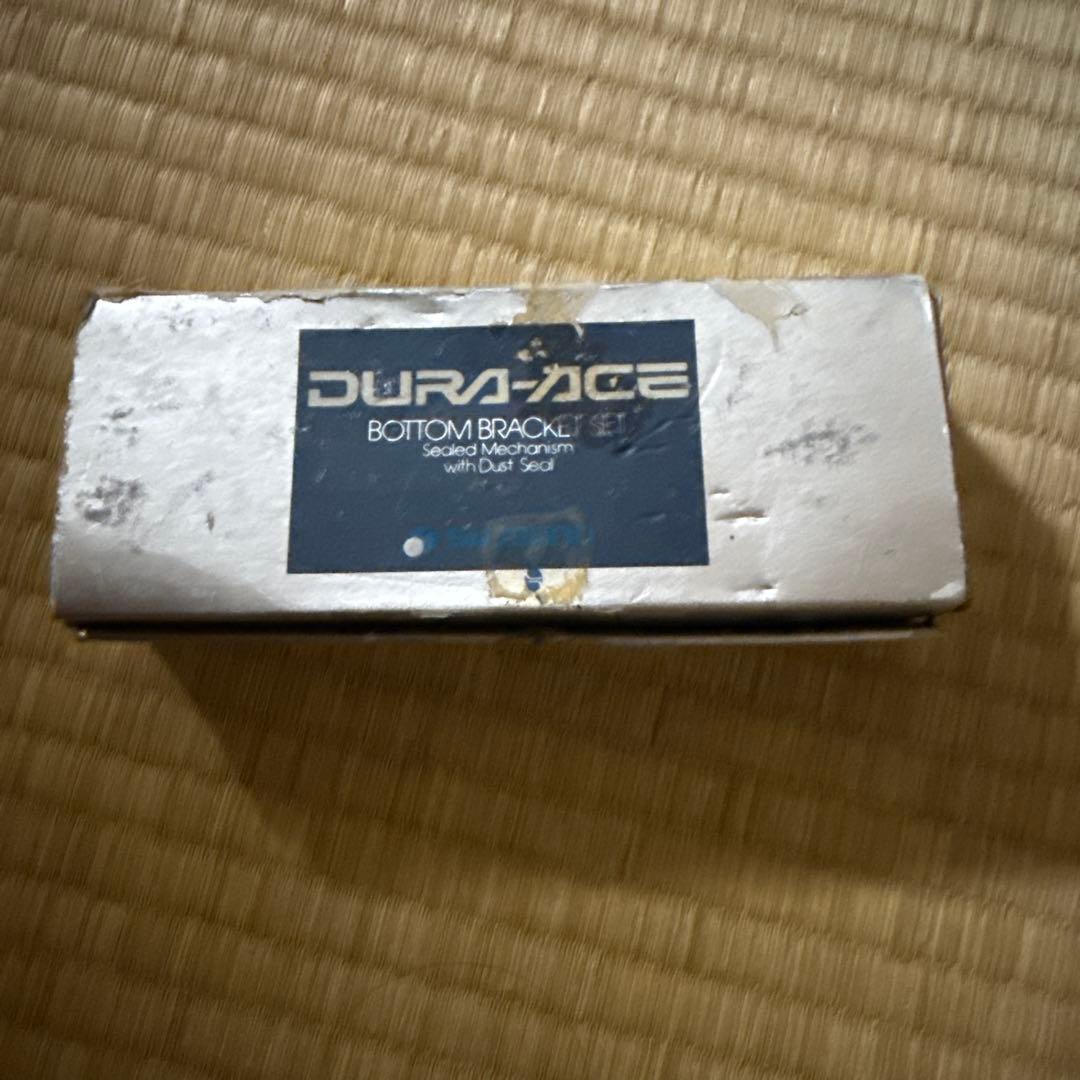 DURA-ACE
BOTTOM BRACKET SET
Sealed Mechanism
with Dust Seal